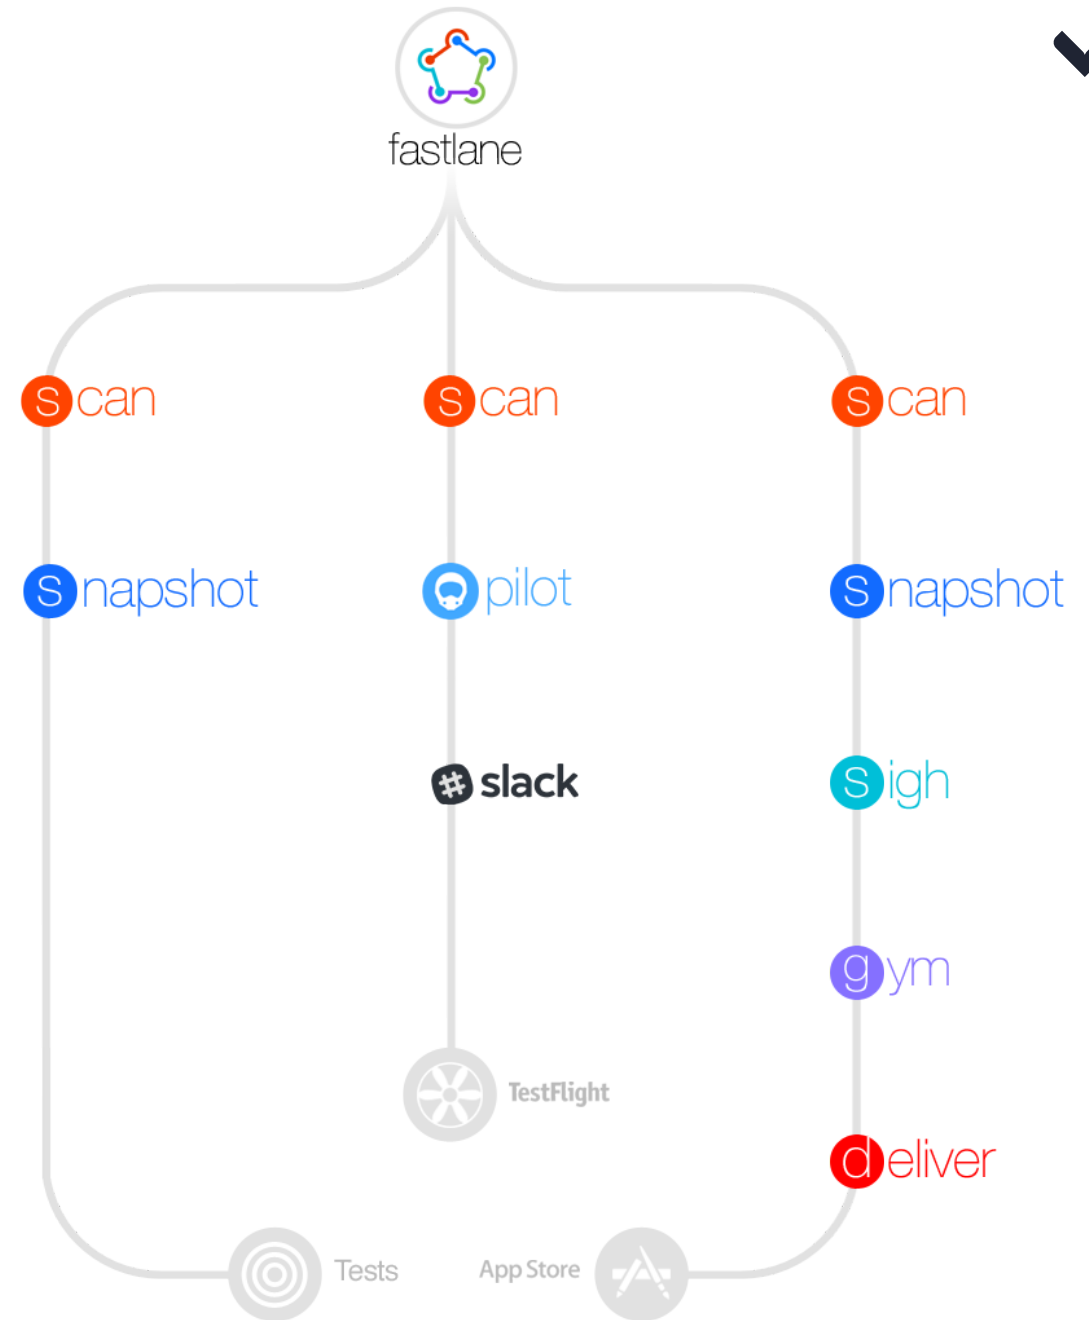 fastlane
scan scan scan
snapshot pilot snapshot
slack sigh
gym
TestFlight
deliver
Tests App Store